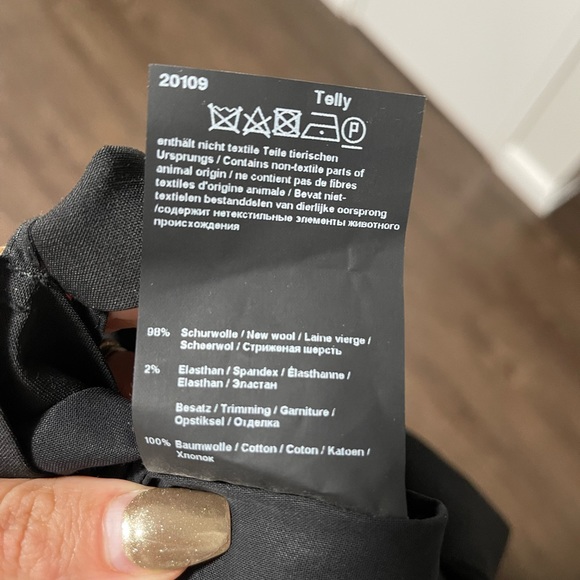 20109
Telly
P
enthält nicht textile Teile tierischen
Ursprungs / Contains non-textile parts of
animal origin / ne contient pas de fibres
textiles d'origine animale / Bevat niet-
textielen bestanddelen van dierlijke oorsprong
/содержит нетекстильные элементы животного
происхождения
98% Schurwolle / New wool / Laine vierge /
Scheerwol / Стриженая шерсть
2% Elasthan / Spandex / Élasthanne /
Elasthan / Эластан
Besatz / Trimming / Garniture /
Opstiksel / Отделка
100% Baumwolle / Cotton / Coton / Katoen /
Хлопок